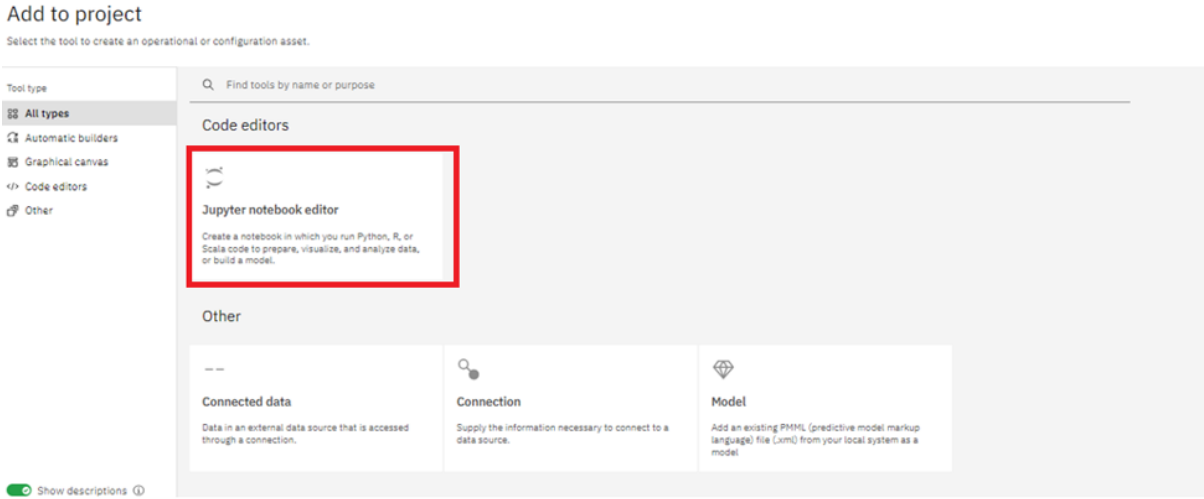 Add to project
Select the tool to create an operational or configuration asset.
Tool type
All types
Automatic builders
Graphical canvas
Code editors
Other
Show descriptions
Find tools by name or purpose
Code editors
Jupyter notebook editor
Create a notebook in which you run Python, R, or
Scala code to prepare, visualize, and analyze data,
or build a model.
Other
Connected data
Data in an external data source that is accessed
through a connection.
Connection
Supply the information necessary to connect to a
data source.
Model
Add an existing PMML (predictive model markup
language) file (.xml) from your local system as a
model